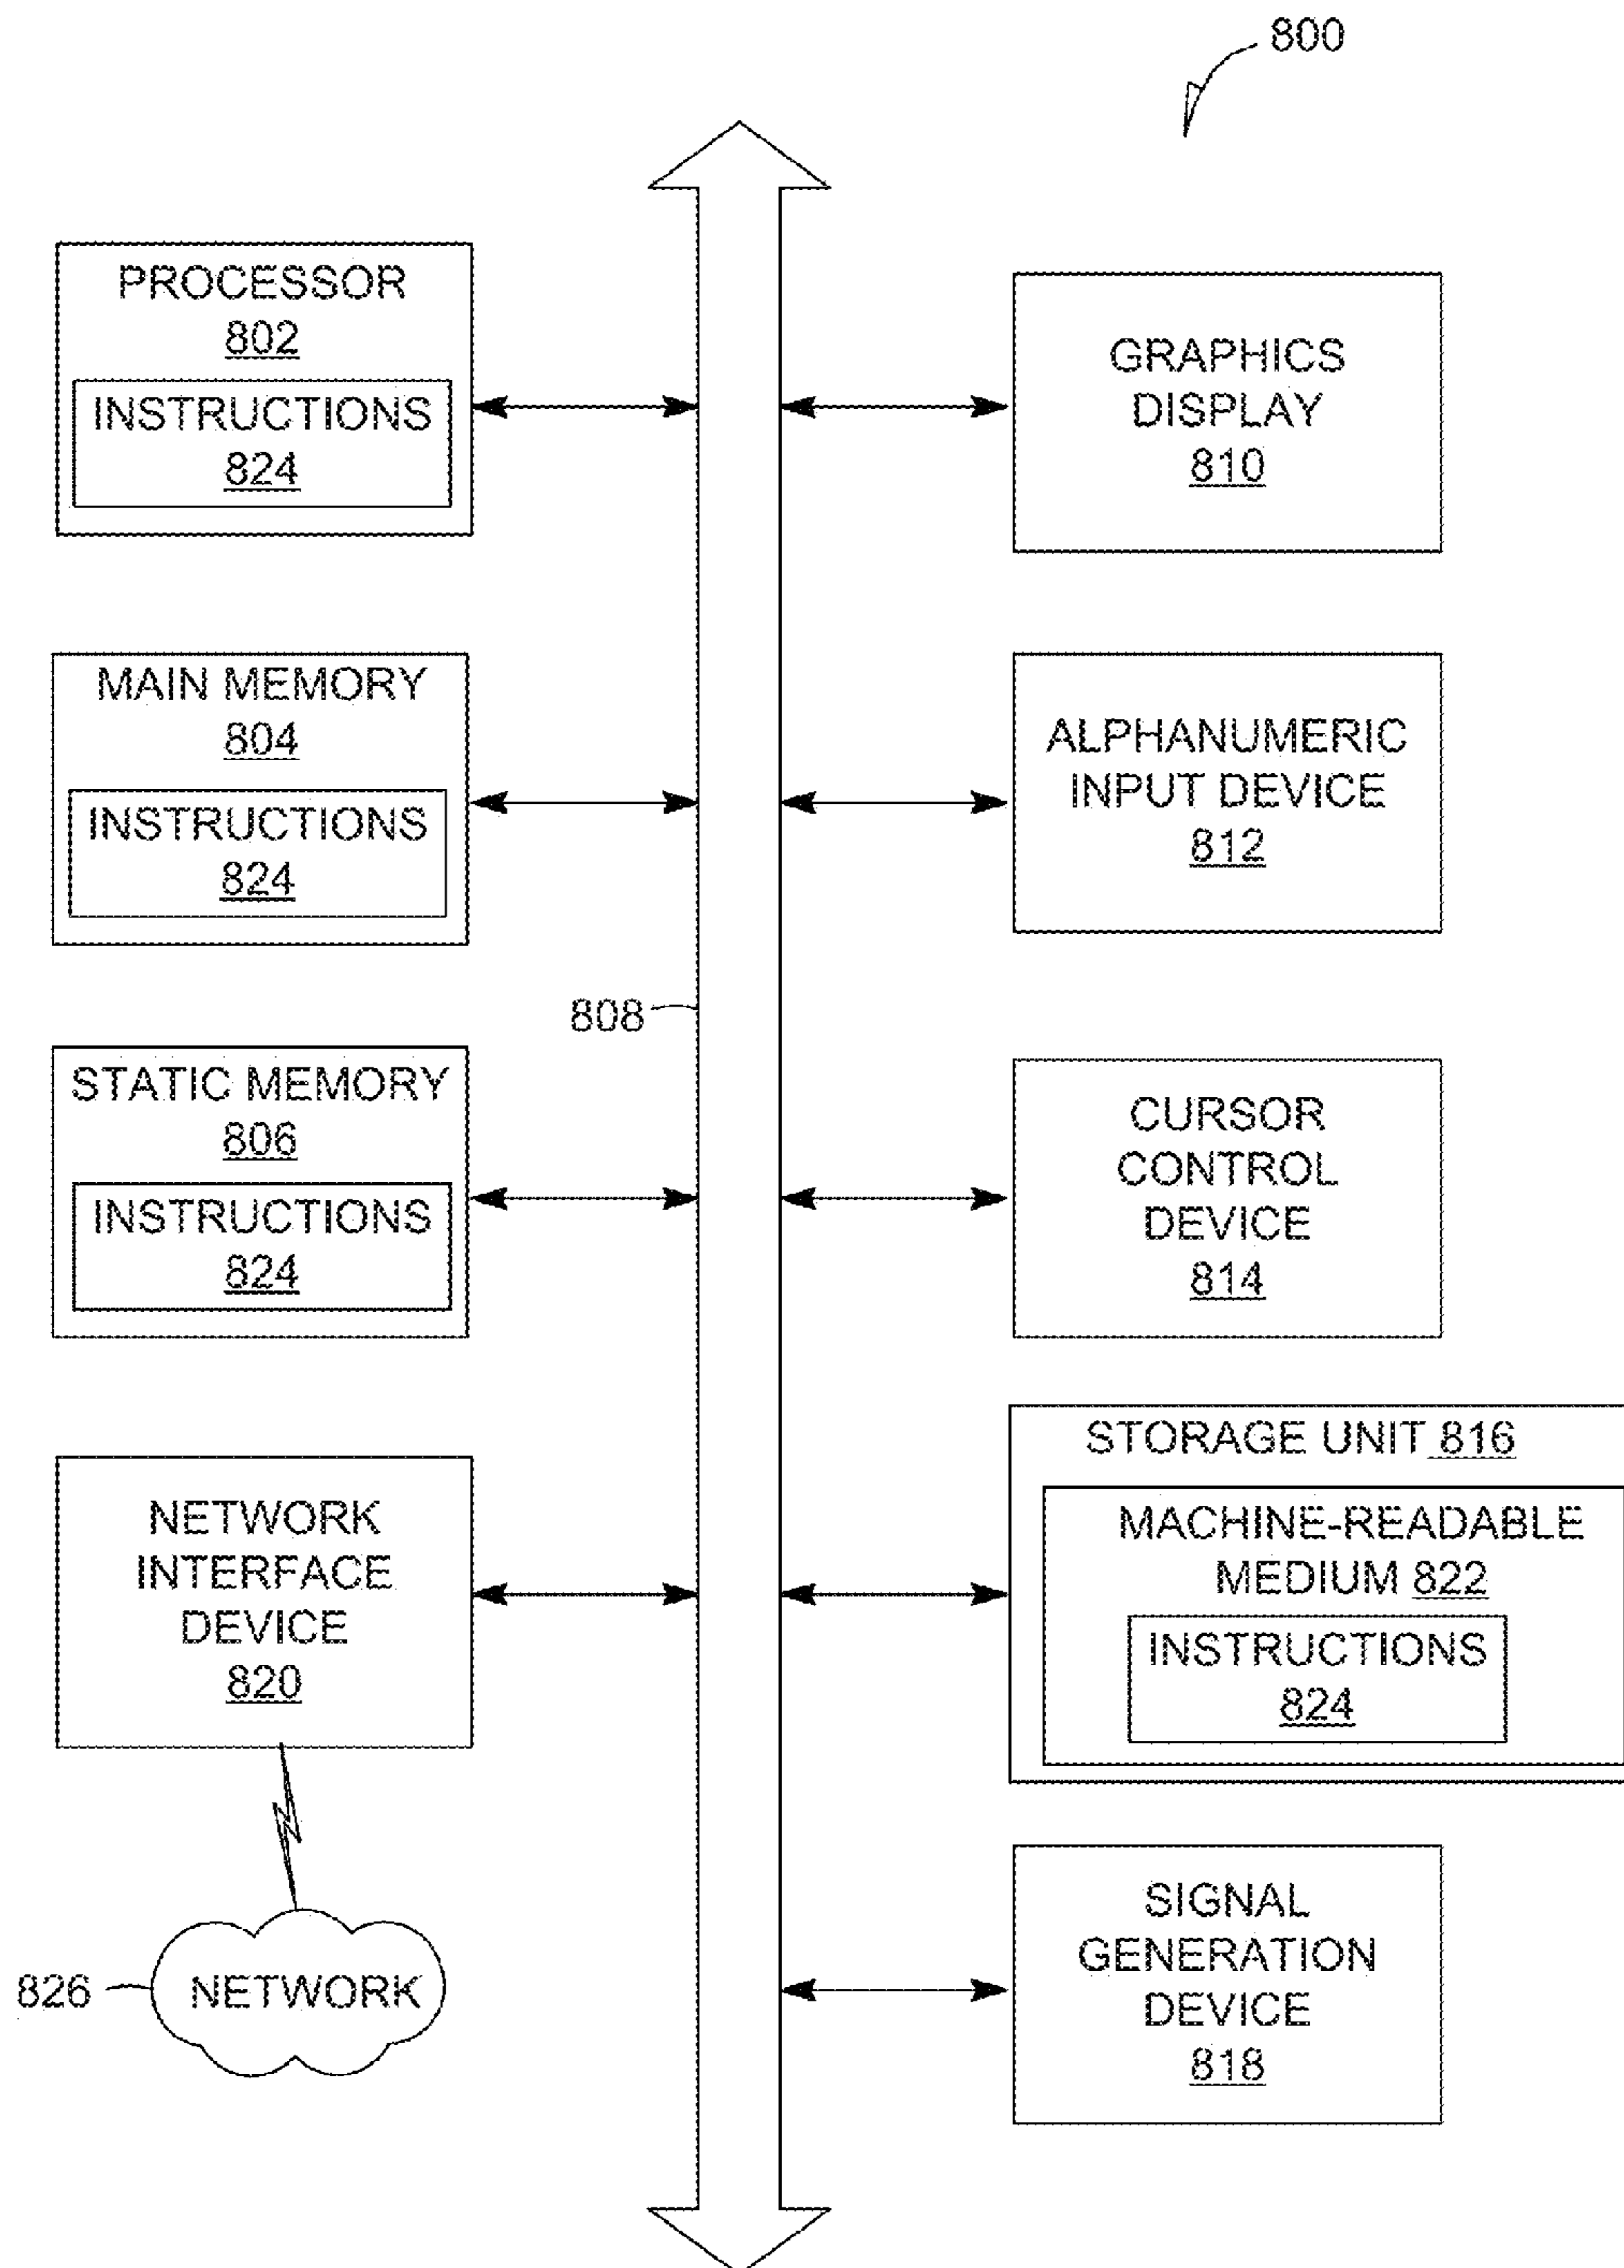 800
PROCESSOR
802
INSTRUCTIONS
824
MAIN MEMORY
804
INSTRUCTIONS
824
808
STATIC MEMORY
806
INSTRUCTIONS
824
NETWORK
INTERFACE
DEVICE
820
826
NETWORK
GRAPHICS
DISPLAY
810
ALPHANUMERIC
INPUT DEVICE
812
CURSOR
CONTROL
DEVICE
814
STORAGE UNIT 816
MACHINE-READABLE
MEDIUM 822
INSTRUCTIONS
824
SIGNAL
GENERATION
DEVICE
818